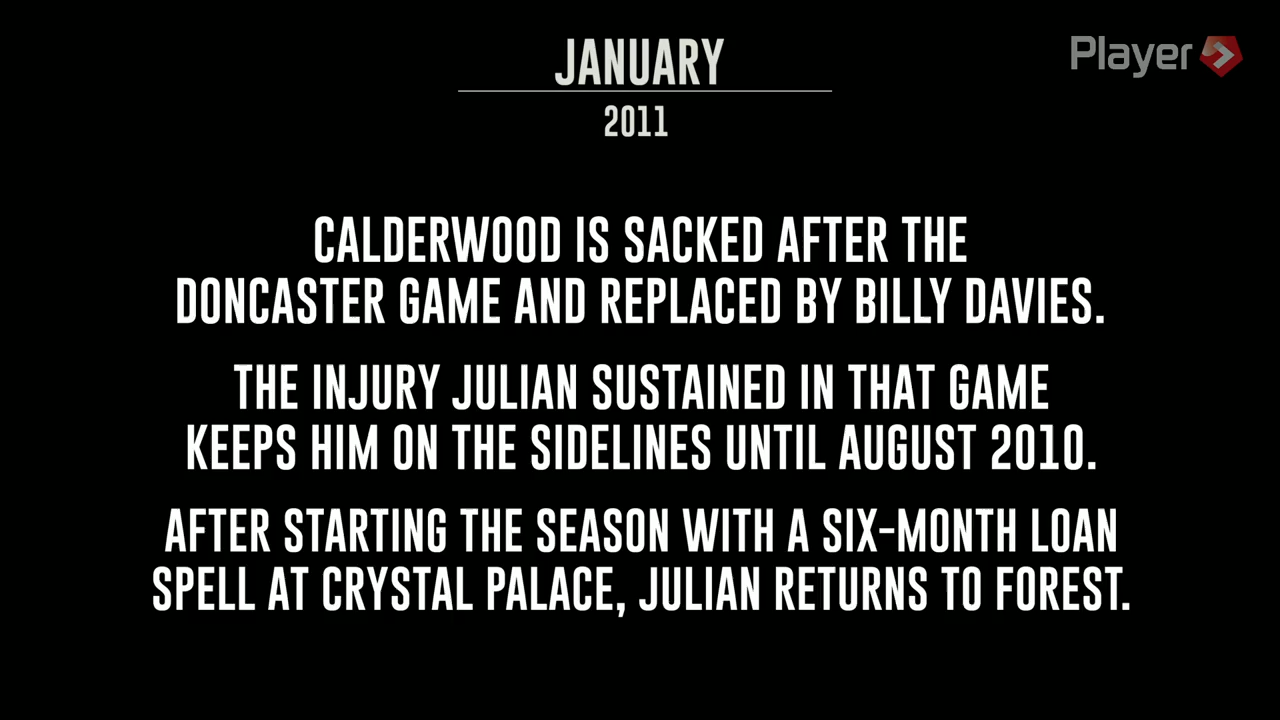 JANUARY
Player
2011
CALDERWOOD IS SACKED AFTER THE
DONCASTER GAME AND REPLACED BY BILLY DAVIES.
THE INJURY JULIAN SUSTAINED IN THAT GAME
KEEPS HIM ON THE SIDELINES UNTIL AUGUST 2010.
AFTER STARTING THE SEASON WITH A SIX-MONTH LOAN
SPELL AT CRYSTAL PALACE, JULIAN RETURNS TO FOREST.